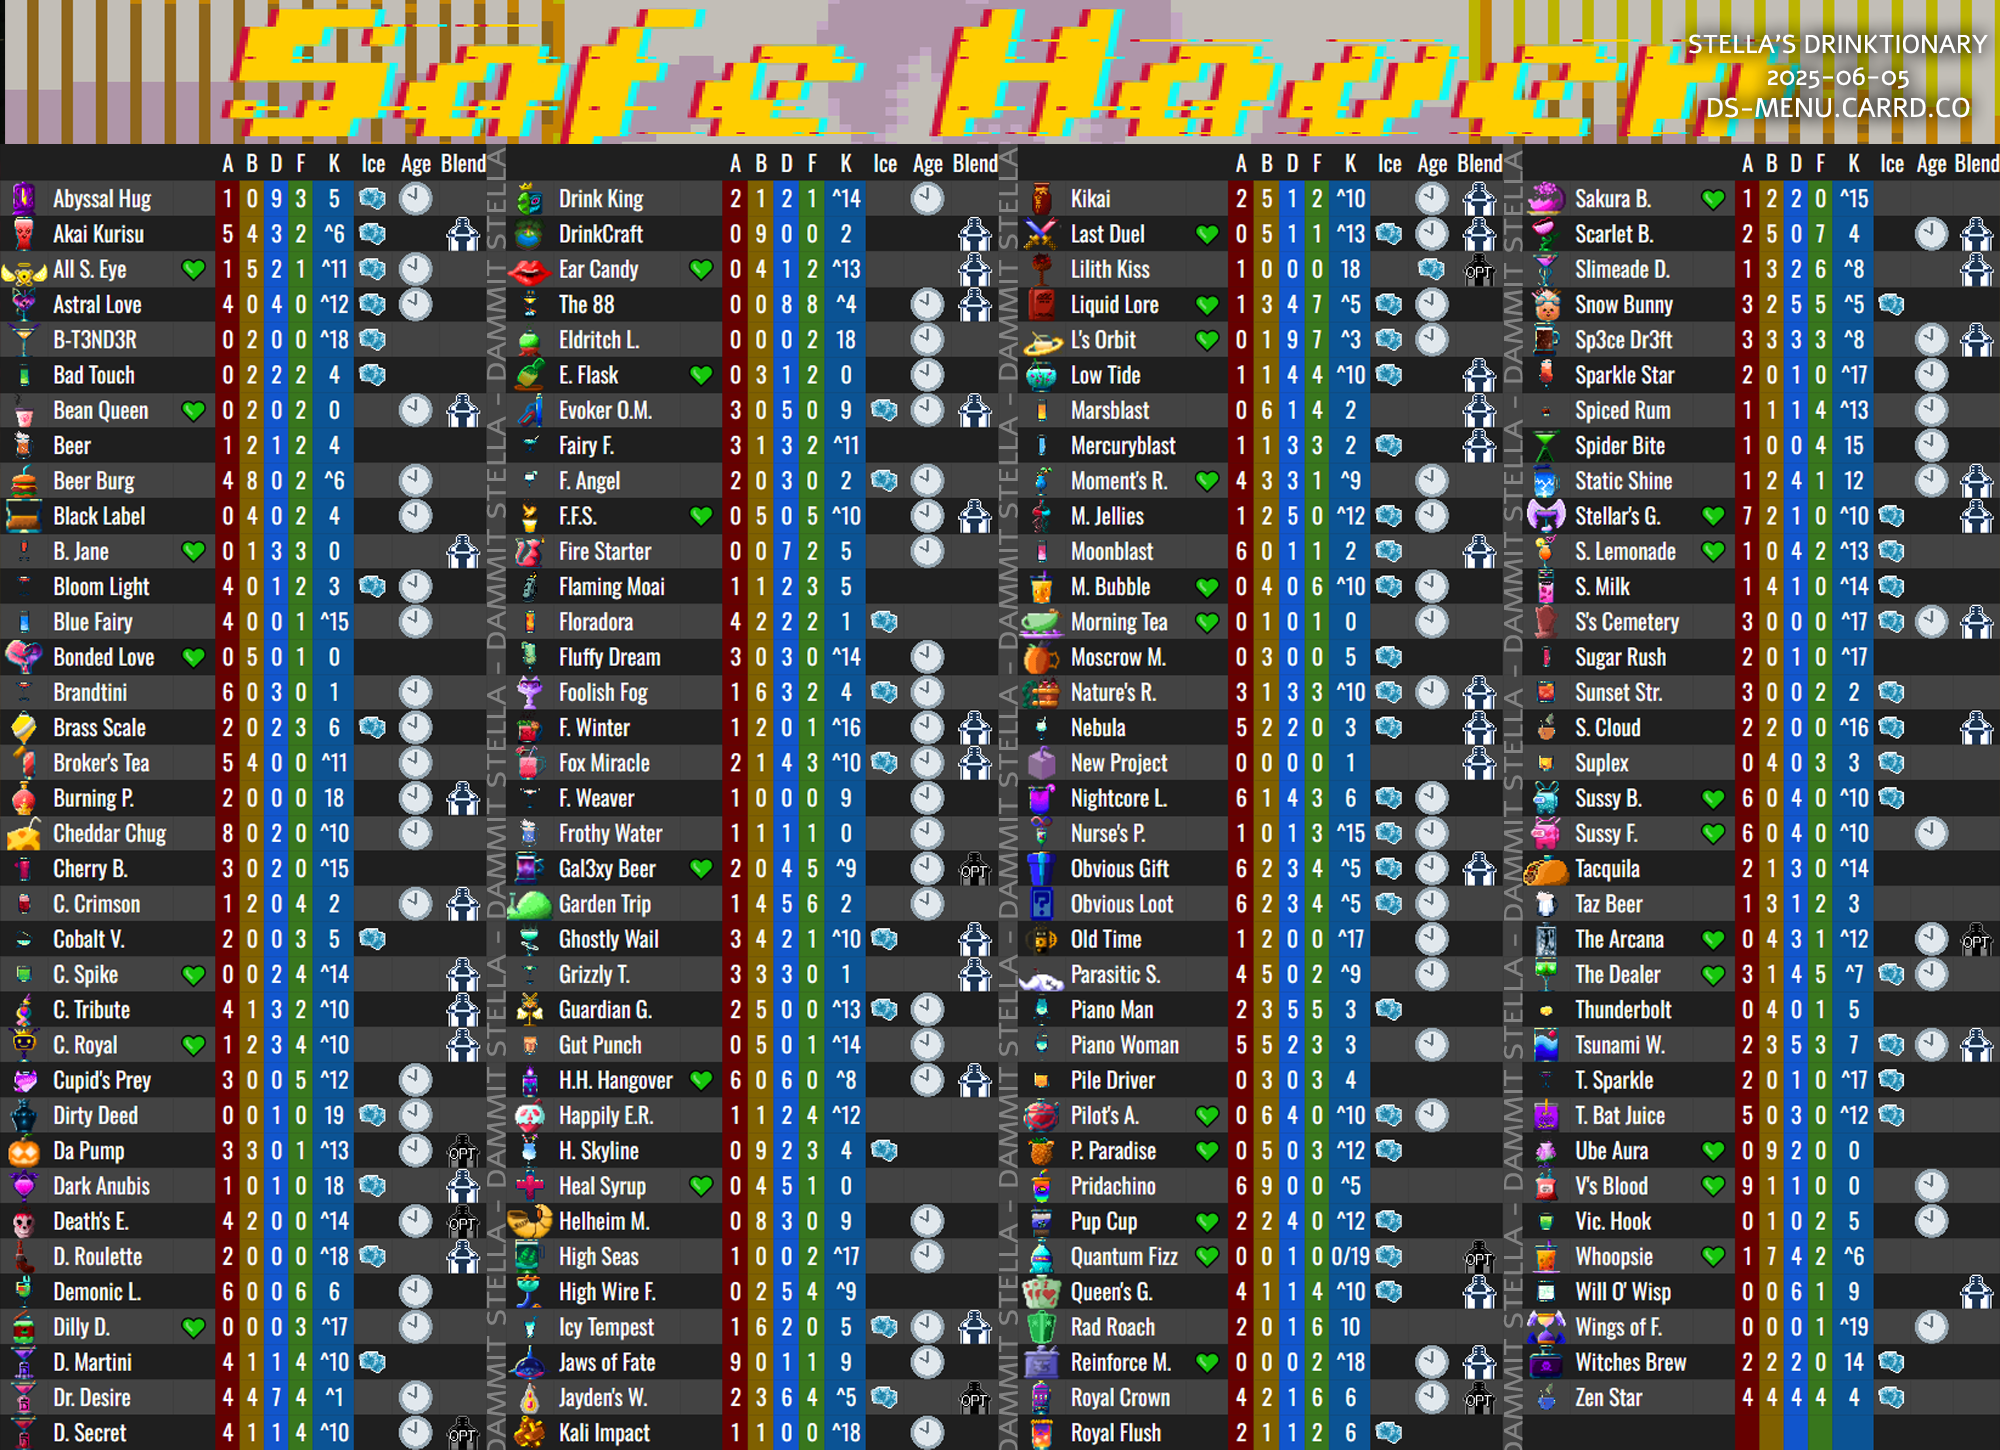 Safe Haven
STELLA'S DRINKTIONARY
2025-06-05
DS-MENU.CARRD.CO
A B D F K Ice Age Blend
Abyssal Hug 1 0 9 3 5
Akai Kurisu 5 4 3 2 ^6
All S. Eye 1 5 2 1 ^11
Astral Love 4 0 4 0 ^12
B-T3ND3R 0 2 0 0 ^18
Bad Touch 0 2 2 2 4
Bean Queen 0 2 0 2 0
Beer 1 2 1 2 4
Beer Burg 4 8 0 2 ^6
Black Label 0 4 0 2 4
B. Jane 0 1 3 3 0
Bloom Light 4 0 1 2 3
Blue Fairy 4 0 0 1 ^15
Bonded Love 0 5 0 1 0
Brandtini 6 0 3 0 1
Brass Scale 2 0 2 3 6
Broker's Tea 5 4 0 0 ^11
Burning P. 2 0 0 0 18
Cheddar Chug 8 0 2 0 ^10
Cherry B. 3 0 2 0 ^15
C. Crimson 1 2 0 4 2
Cobalt V. 2 0 0 3 5
C. Spike 0 0 2 4 ^14
C. Tribute 4 1 3 2 ^10
C. Royal 1 2 3 4 ^10
Cupid's Prey 3 0 0 5 ^12
Dirty Deed 0 0 1 0 19
Da Pump 3 3 0 1 ^13 OPT
Dark Anubis 1 0 1 0 18
Death's E. 4 2 0 0 ^14 OPT
D. Roulette 2 0 0 0 ^18
Demonic L. 6 0 0 6 6
Dilly D. 0 0 0 3 ^17
D. Martini 4 1 1 4 ^10
Dr. Desire 4 4 7 4 ^1
D. Secret 4 1 1 4 ^10 OPT
DAMMIT STELLA - DAMMIT STELLA - DAMMIT STELLA - DAMMIT STELLA
A B D F K Ice Age Blend
Drink King 2 1 2 1 ^14
DrinkCraft 0 9 0 0 2
Ear Candy 0 4 1 2 ^13
The 88 0 0 8 8 ^4
Eldritch L. 0 0 0 2 18
E. Flask 0 3 1 2 0
Evoker O.M. 3 0 5 0 9
Fairy F. 3 1 3 2 ^11
F. Angel 2 0 3 0 2
F.F.S. 0 5 0 5 ^10
Fire Starter 0 0 7 2 5
Flaming Moai 1 1 2 3 5
Floradora 4 2 2 2 1
Fluffy Dream 3 0 3 0 ^14
Foolish Fog 1 6 3 2 4
F. Winter 1 2 0 1 ^16
Fox Miracle 2 1 4 3 ^10
F. Weaver 1 0 0 0 9
Frothy Water 1 1 1 1 0
Gal3xy Beer 2 0 4 5 ^9 OPT
Garden Trip 1 4 5 6 2
Ghostly Wail 3 4 2 1 ^10
Grizzly T. 3 3 3 0 1
Guardian G. 2 5 0 0 ^13
Gut Punch 0 5 0 1 ^14
H.H. Hangover 6 0 6 0 ^8
Happily E.R. 1 1 2 4 ^12
H. Skyline 0 9 2 3 4
Heal Syrup 0 4 5 1 0
Helheim M. 0 8 3 0 9
High Seas 1 0 0 2 ^17
High Wire F. 0 2 5 4 ^9
Icy Tempest 1 6 2 0 5
Jaws of Fate 9 0 1 1 9
Jayden's W. 2 3 6 4 ^5 OPT
Kali Impact 1 1 0 0 ^18
DAMMIT STELLA - DAMMIT STELLA - DAMMIT STELLA - DAMMIT STELLA
A B D F K Ice Age Blend
Kikai 2 5 1 2 ^10
Last Duel 0 5 1 1 ^13
Lilith Kiss 1 0 0 0 18 OPT
Liquid Lore 1 3 4 7 ^5
L's Orbit 0 1 9 7 ^3
Low Tide 1 1 4 4 ^10
Marsblast 0 6 1 4 2
Mercuryblast 1 1 3 3 2
Moment's R. 4 3 3 1 ^9
M. Jellies 1 2 5 0 ^12
Moonblast 6 0 1 1 2
M. Bubble 0 4 0 6 ^10
Morning Tea 0 1 0 1 0
Moscrow M. 0 3 0 0 5
Nature's R. 3 1 3 3 ^10
Nebula 5 2 2 0 3
New Project 0 0 0 0 1
Nightcore L. 6 1 4 3 6
Nurse's P. 1 0 1 3 ^15
Obvious Gift 6 2 3 4 ^5
Obvious Loot 6 2 3 4 ^5
Old Time 1 2 0 0 ^17
Parasitic S. 4 5 0 2 ^9
Piano Man 2 3 5 5 3
Piano Woman 5 5 2 3 3
Pile Driver 0 3 0 3 4
Pilot's A. 0 6 4 0 ^10
P. Paradise 0 5 0 3 ^12
Pridachino 6 9 0 0 ^5
Pup Cup 2 2 4 0 ^12
Quantum Fizz 0 0 1 0 0/19 OPT
Queen's G. 4 1 1 4 ^10
Rad Roach 2 0 1 6 10
Reinforce M. 0 0 0 2 ^18
Royal Crown 4 2 1 6 6 OPT
Royal Flush 2 1 1 2 6
DAMMIT STELLA - DAMMIT STELLA - DAMMIT STELLA - DAMMIT STELLA
A B D F K Ice Age Blend
Sakura B. 1 2 2 0 ^15
Scarlet B. 2 5 0 7 4
Slimeade D. 1 3 2 6 ^8
Snow Bunny 3 2 5 5 ^5
Sp3ce Dr3ft 3 3 3 3 ^8
Sparkle Star 2 0 1 0 ^17
Spiced Rum 1 1 1 4 ^13
Spider Bite 1 0 0 4 15
Static Shine 1 2 4 1 12
Stellar's G. 7 2 1 0 ^10
S. Lemonade 1 0 4 2 ^13
S. Milk 1 4 1 0 ^14
S's Cemetery 3 0 0 0 ^17
Sugar Rush 2 0 1 0 ^17
Sunset Str. 3 0 0 2 2
S. Cloud 2 2 0 0 ^16
Suplex 0 4 0 3 3
Sussy B. 6 0 4 0 ^10
Sussy F. 6 0 4 0 ^10
Tacquila 2 1 3 0 ^14
Taz Beer 1 3 1 2 3
The Arcana 0 4 3 1 ^12 OPT
The Dealer 3 1 4 5 ^7
Thunderbolt 0 4 0 1 5
Tsunami W. 2 3 5 3 7
T. Sparkle 2 0 1 0 ^17
T. Bat Juice 5 0 3 0 ^12
Ube Aura 0 9 2 0 0
V's Blood 9 1 1 0 0
Vic. Hook 0 1 0 2 5
Whoopsie 1 7 4 2 ^6
Will O' Wisp 0 0 6 1 9
Wings of F. 0 0 0 1 ^19
Witches Brew 2 2 2 0 14
Zen Star 4 4 4 4 4